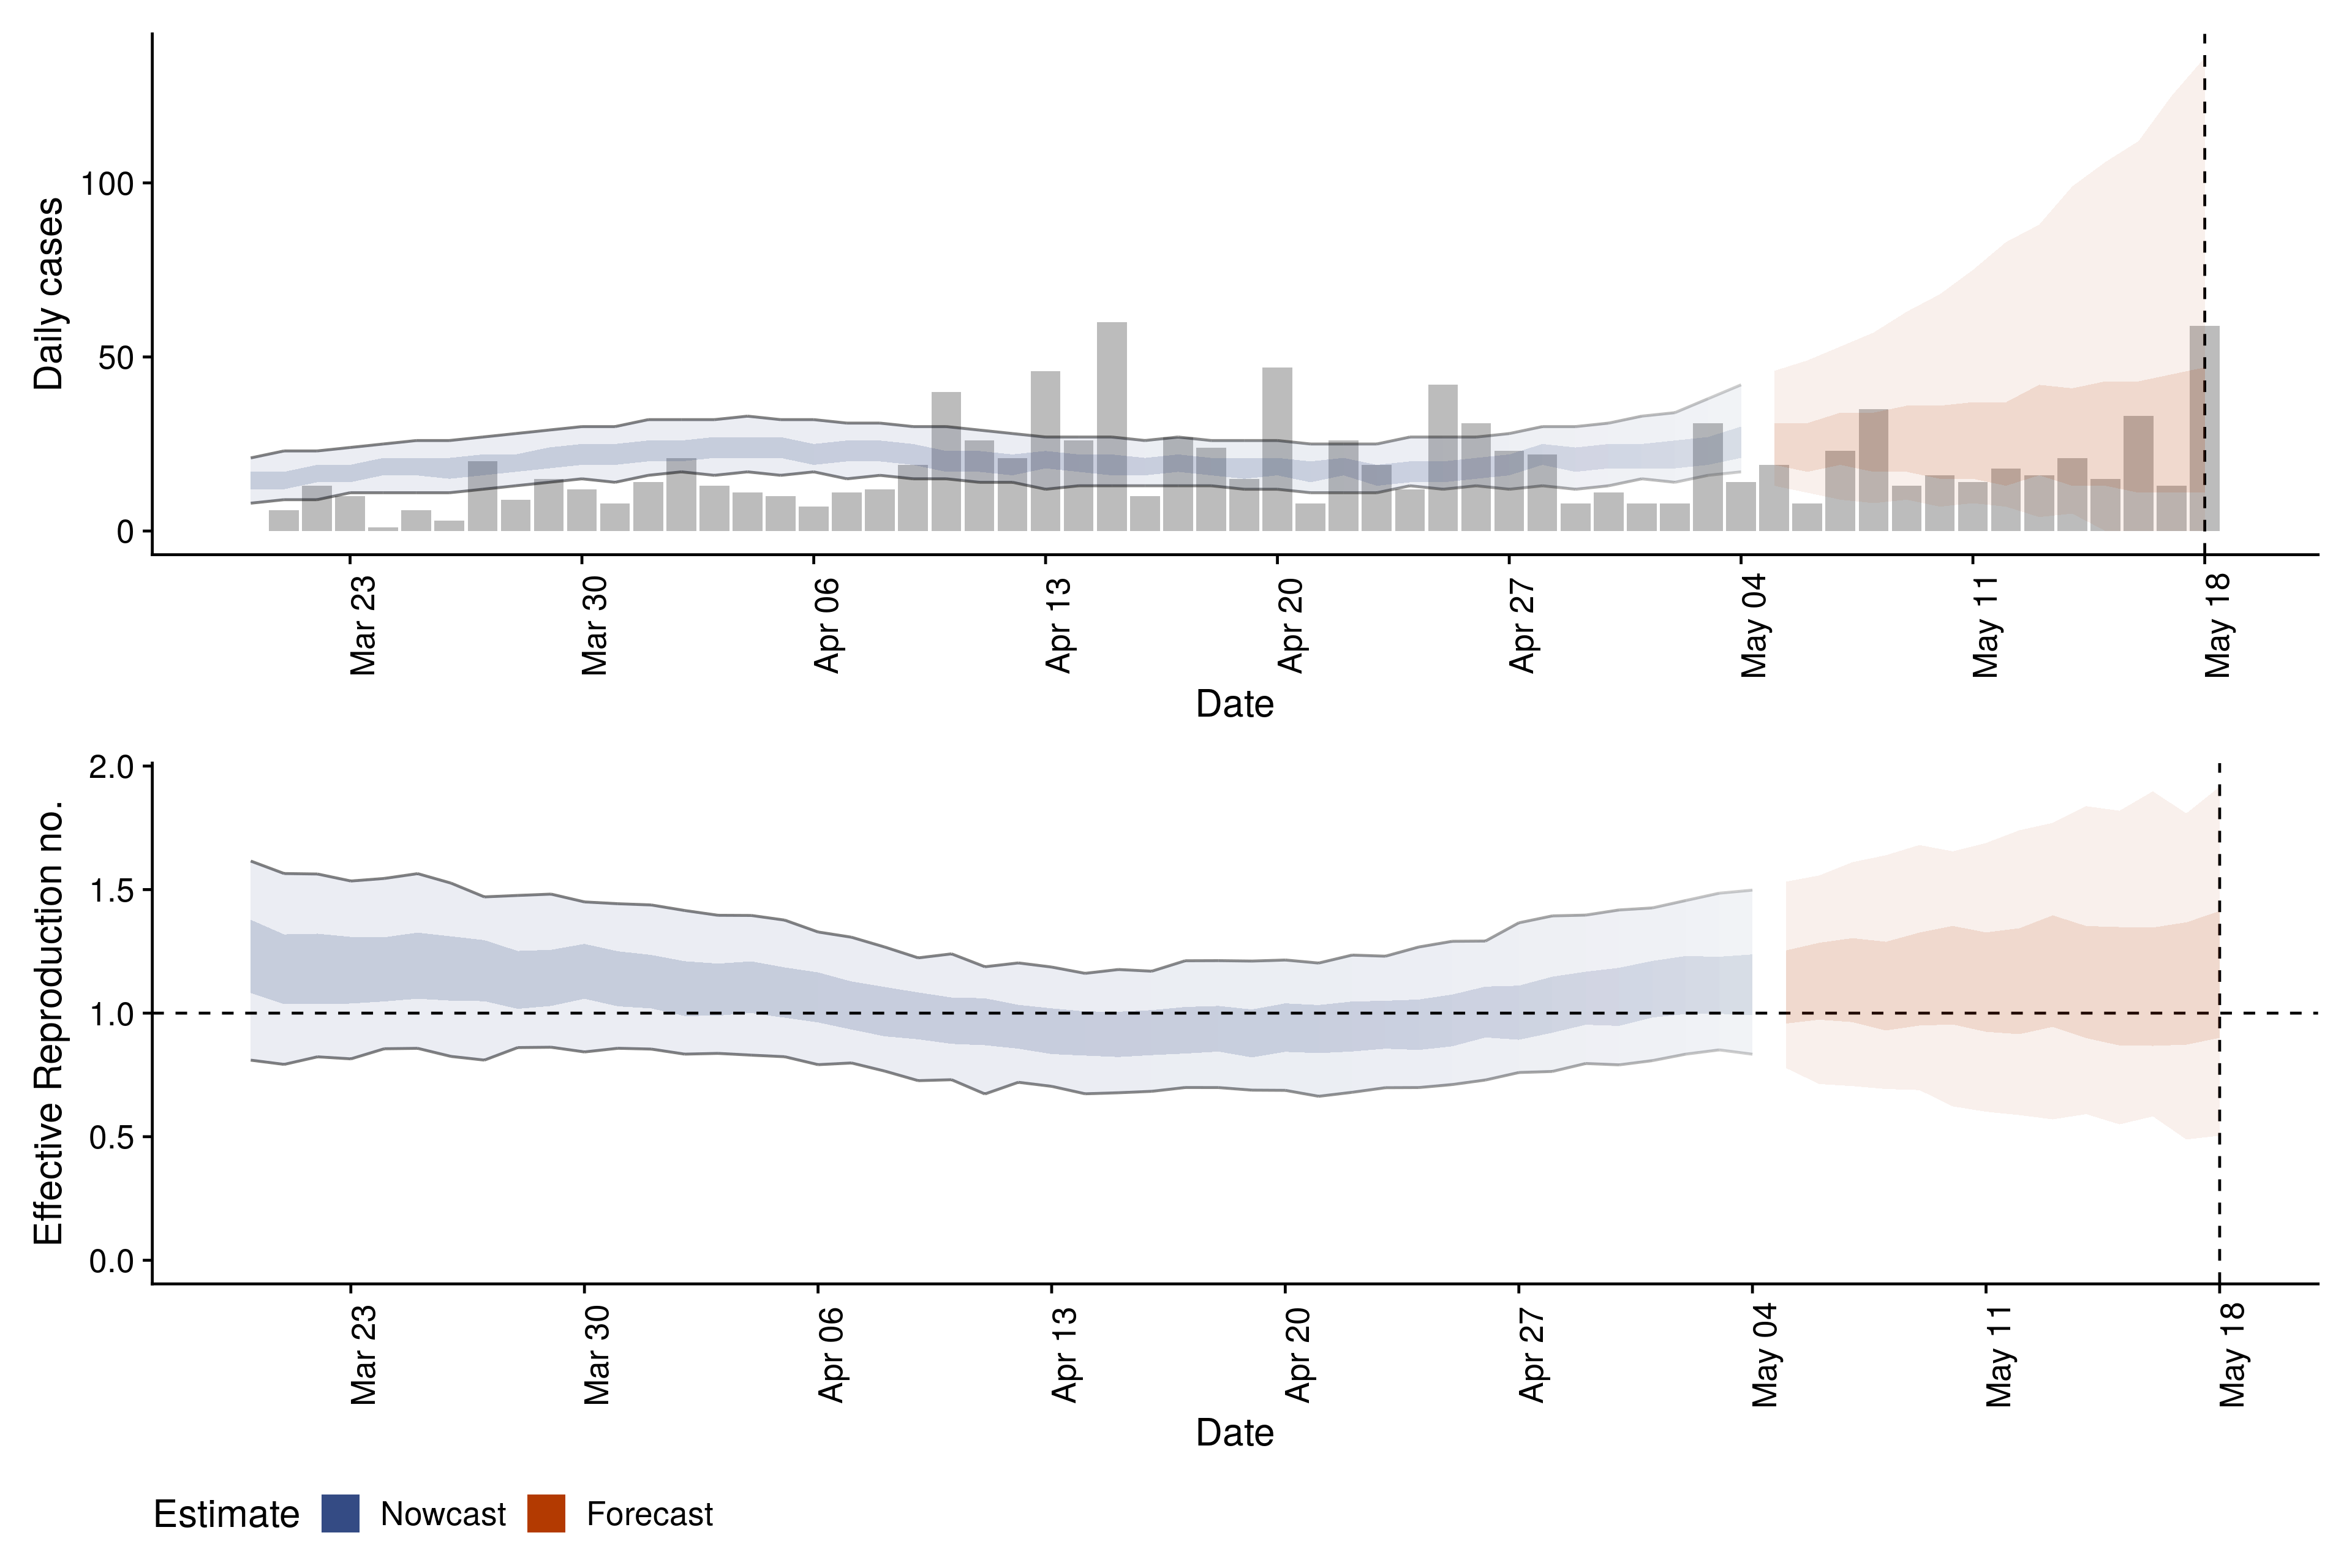 Daily cases
100
50
0
Mar 23
Mar 30
Apr 06
Apr 13
Apr 20
Apr 27
May 04
May 11
May 18
Date
Effective Reproduction no.
2.0
1.5
1.0
0.5
0.0
Mar 23
Mar 30
Apr 06
Apr 13
Apr 20
Apr 27
May 04
May 11
May 18
Date
Estimate Nowcast Forecast